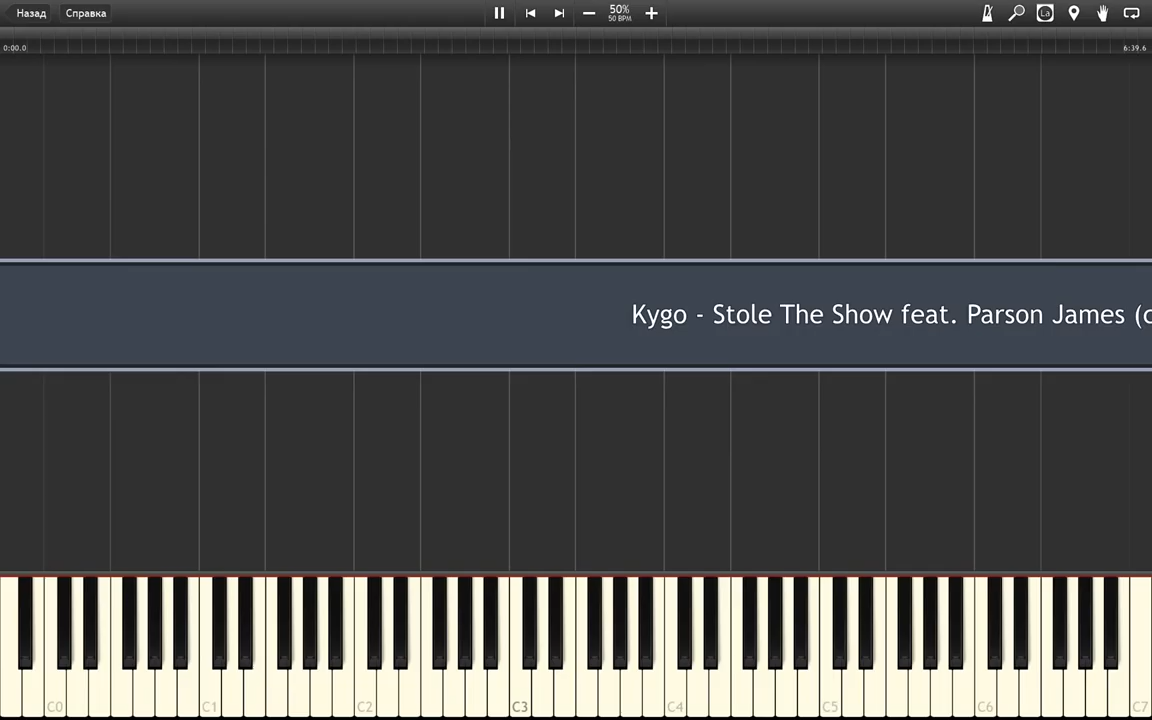 Назад Справка 50% La
50 BPM
0:00.0 6:39.6
Kygo - Stole The Show feat. Parson James (c
C0 C1 C2 C3 C4 C5 C6 C7